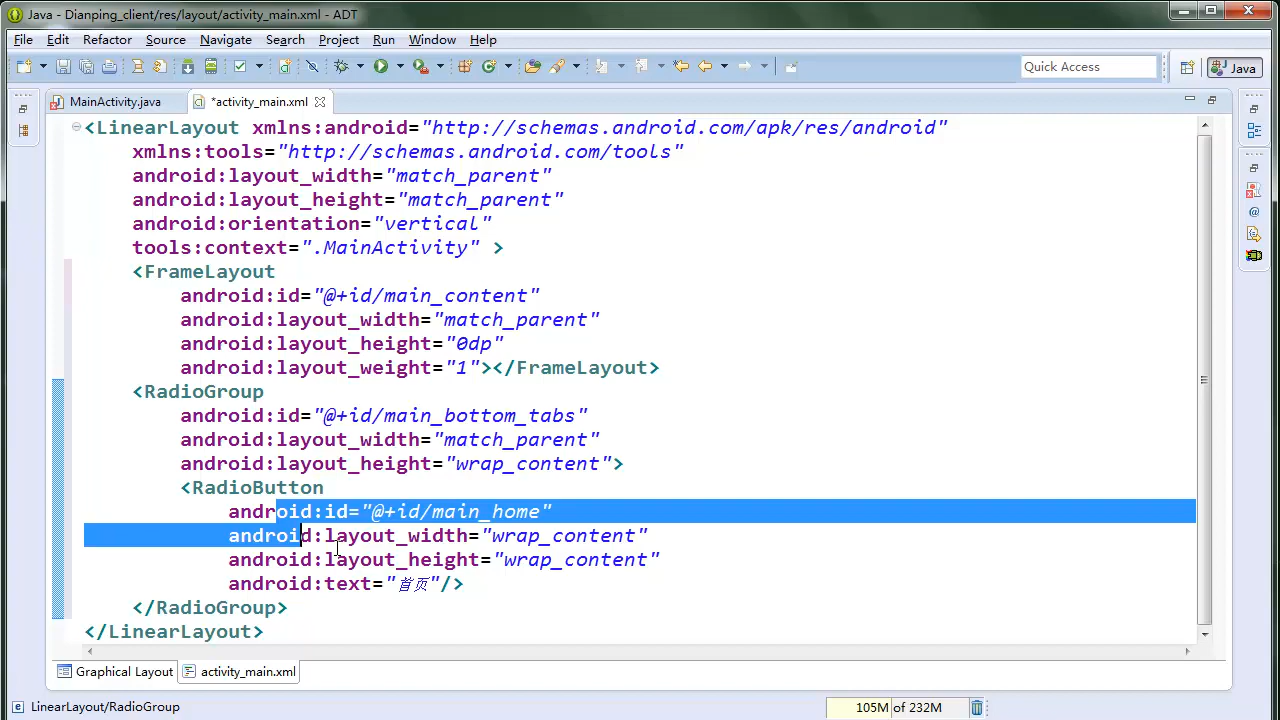 Java - Dianping_client/res/layout/activity_main.xml - ADT
File Edit Refactor Source Navigate Search Project Run Window Help
Quick Access Java
MainActivity.java *activity_main.xml
<LinearLayout xmlns:android="http://schemas.android.com/apk/res/android"
xmlns:tools="http://schemas.android.com/tools"
android:layout_width="match_parent"
android:layout_height="match_parent"
android:orientation="vertical"
tools:context=".MainActivity" >
<FrameLayout
android:id="@+id/main_content"
android:layout_width="match_parent"
android:layout_height="0dp"
android:layout_weight="1"></FrameLayout>
<RadioGroup
android:id="@+id/main_bottom_tabs"
android:layout_width="match_parent"
android:layout_height="wrap_content">
<RadioButton
android:id="@+id/main_home"
android:layout_width="wrap_content"
android:layout_height="wrap_content"
android:text="首页"/>
</RadioGroup>
</LinearLayout>
Graphical Layout activity_main.xml
LinearLayout/RadioGroup 105M of 232M